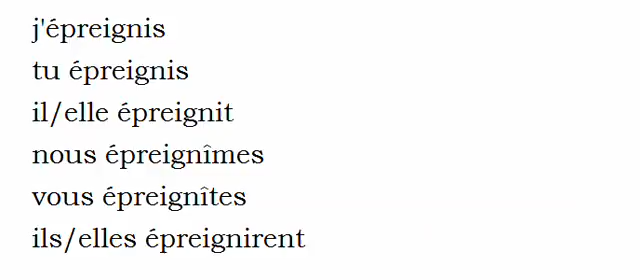 j'épreignis
tu épreignis
il/elle épreignit
nous épreignîmes
vous épreignîtes
ils/elles épreignirent